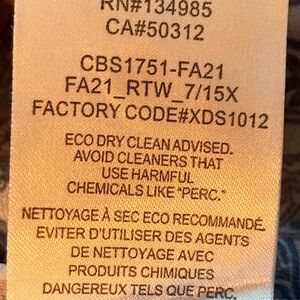 RN#134985
CA#50312
CBS1751-FA21
FA21_RTW_7/15X
FACTORY CODE#XDS1012
ECO DRY CLEAN ADVISED.
AVOID CLEANERS THAT
USE HARMFUL
CHEMICALS LIKE "PERC."
NETTOYAGE À SEC ECO RECOMMANDÉ.
EVITER D'UTILISER DES AGENTS
DE NETTOYAGE AVEC
PRODUITS CHIMIQUES
DANGEREUX TELS QUE PERC.